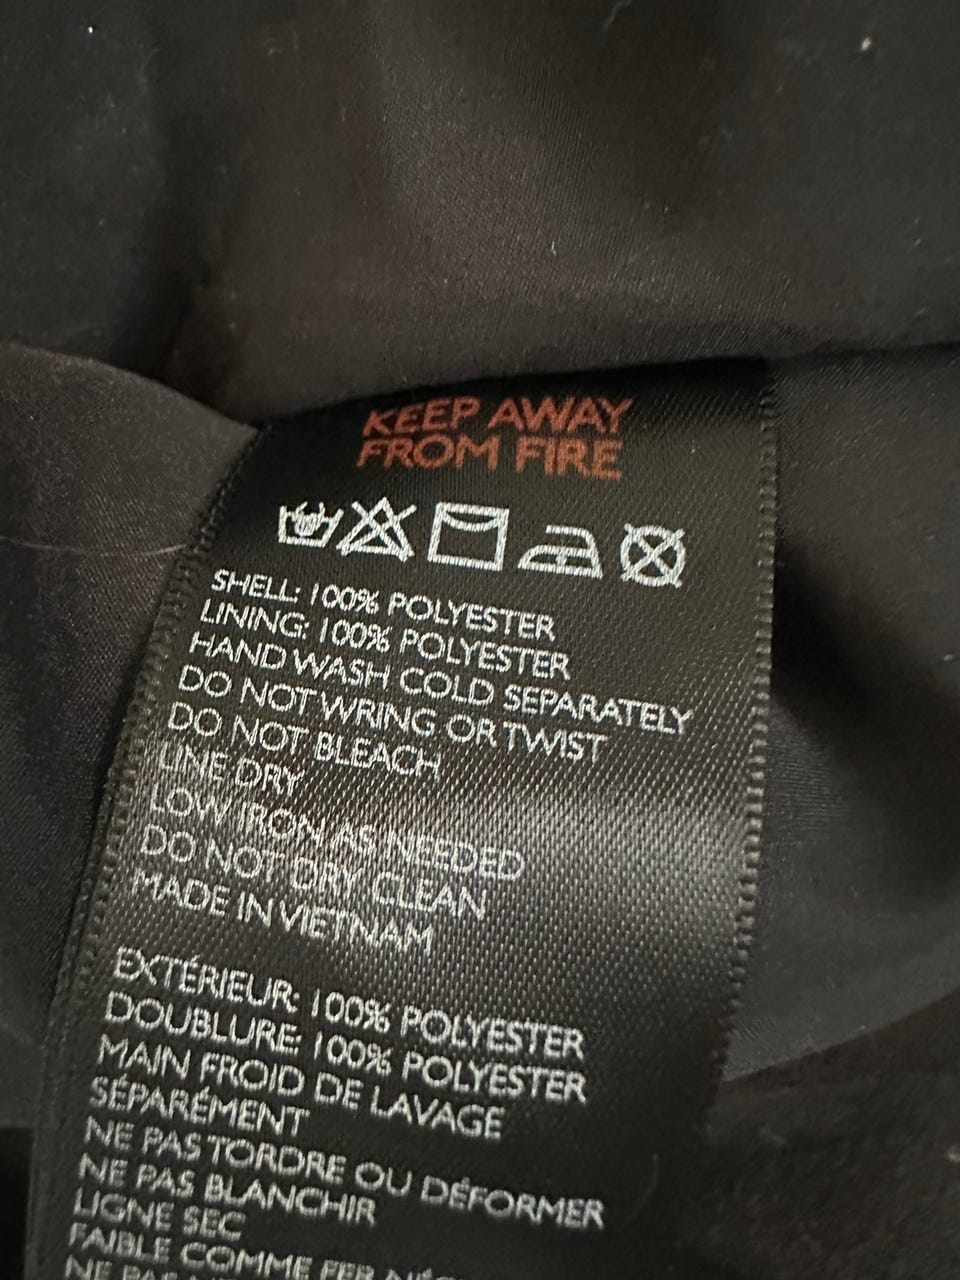 KEEP AWAY
FROM FIRE
SHELL: 100% POLYESTER
LINING: 100% POLYESTER
HAND WASH COLD SEPARATELY
DO NOT WRING OR TWIST
DO NOT BLEACH
LINE DRY
LOW IRON AS NEEDED
DO NOT DRY CLEAN
MADE IN VIETNAM
EXTÉRIEUR: 100% POLYESTER
DOUBLURE: 100% POLYESTER
MAIN FROID DE LAVAGE
SÉPARÉMENT
NE PAS TORDRE OU DÉFORMER
NE PAS BLANCHIR
LIGNE SEC
FAIBLE COMME FER
NE PAS